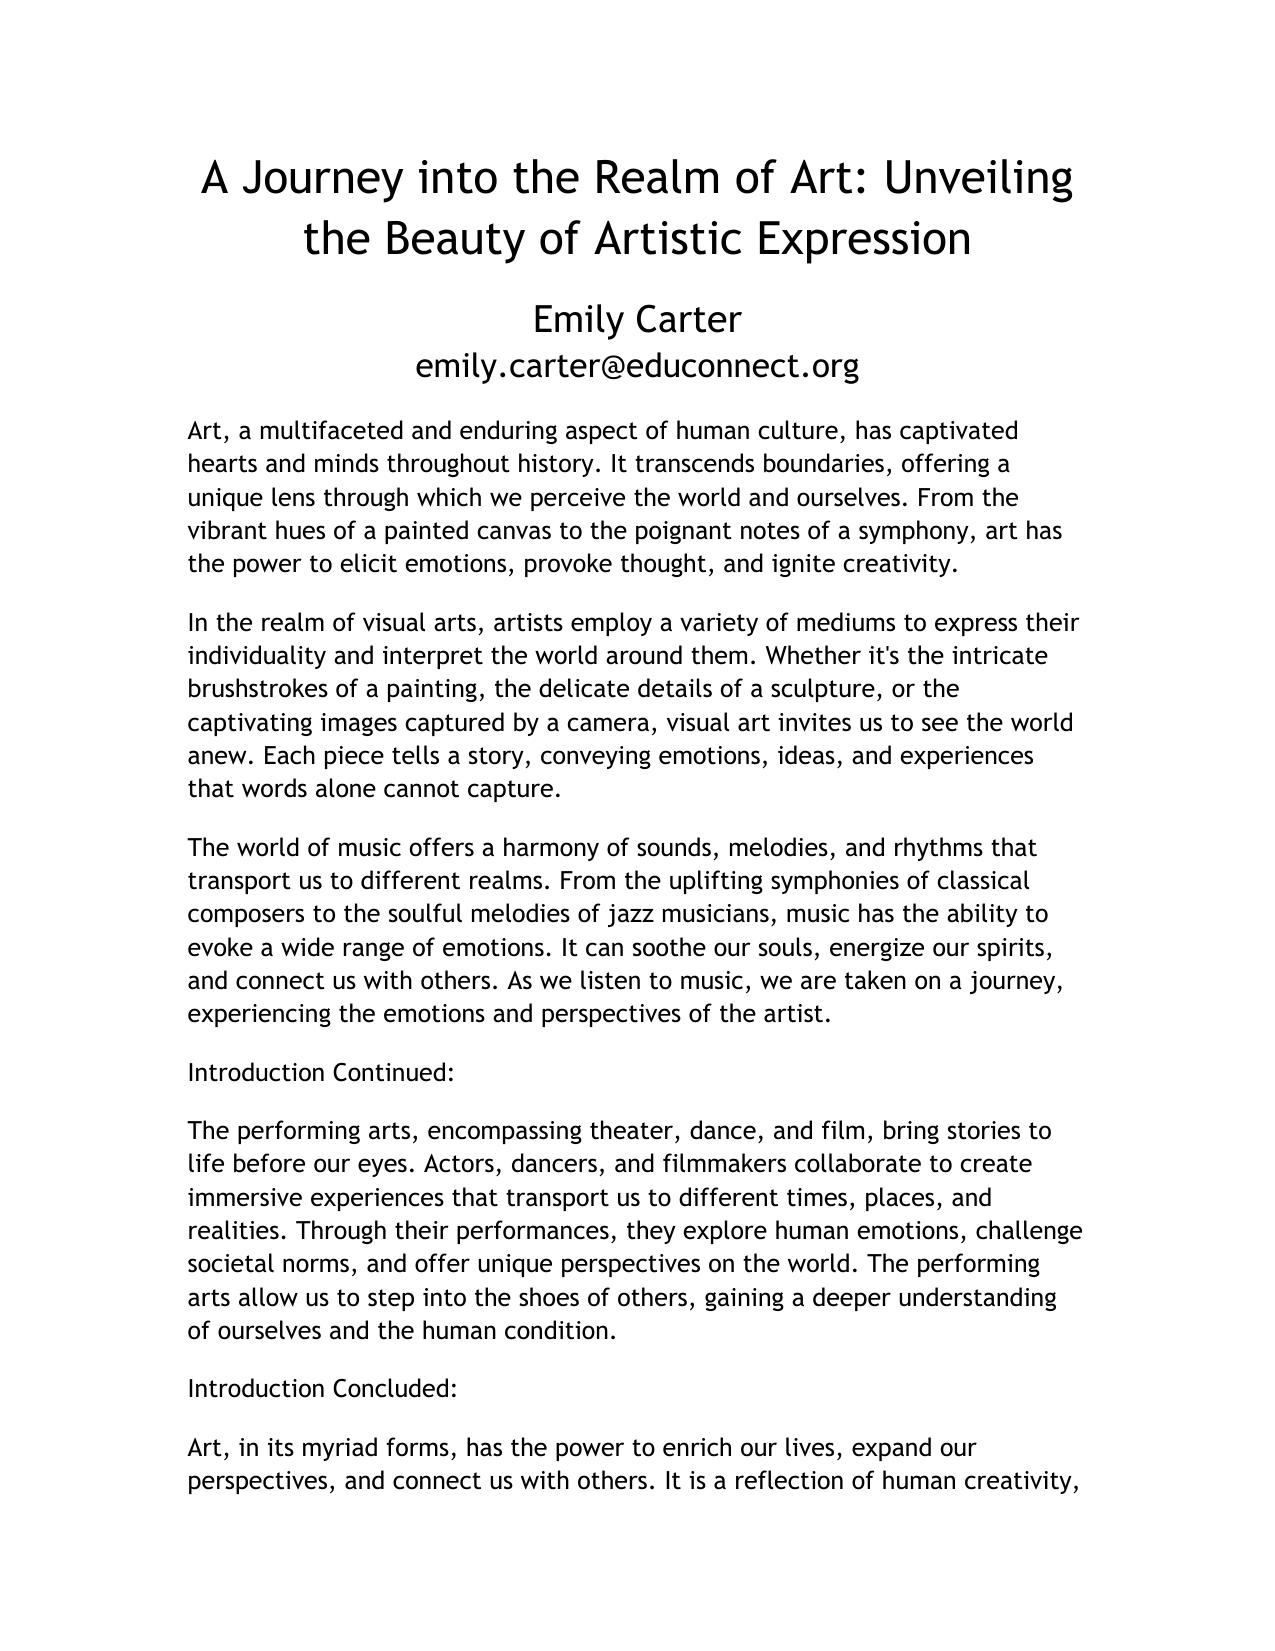 A Journey into the Realm of Art: Unveiling
the Beauty of Artistic Expression
Emily Carter
emily.carter@educonnect.org
Art, a multifaceted and enduring aspect of human culture, has captivated
hearts and minds throughout history. It transcends boundaries, offering a
unique lens through which we perceive the world and ourselves. From the
vibrant hues of a painted canvas to the poignant notes of a symphony, art has
the power to elicit emotions, provoke thought, and ignite creativity.
In the realm of visual arts, artists employ a variety of mediums to express their
individuality and interpret the world around them. Whether it's the intricate
brushstrokes of a painting, the delicate details of a sculpture, or the
captivating images captured by a camera, visual art invites us to see the world
anew. Each piece tells a story, conveying emotions, ideas, and experiences
that words alone cannot capture.
The world of music offers a harmony of sounds, melodies, and rhythms that
transport us to different realms. From the uplifting symphonies of classical
composers to the soulful melodies of jazz musicians, music has the ability to
evoke a wide range of emotions. It can soothe our souls, energize our spirits,
and connect us with others. As we listen to music, we are taken on a journey,
experiencing the emotions and perspectives of the artist.
Introduction Continued:
The performing arts, encompassing theater, dance, and film, bring stories to
life before our eyes. Actors, dancers, and filmmakers collaborate to create
immersive experiences that transport us to different times, places, and
realities. Through their performances, they explore human emotions, challenge
societal norms, and offer unique perspectives on the world. The performing
arts allow us to step into the shoes of others, gaining a deeper understanding
of ourselves and the human condition.
Introduction Concluded:
Art, in its myriad forms, has the power to enrich our lives, expand our
perspectives, and connect us with others. It is a reflection of human creativity,